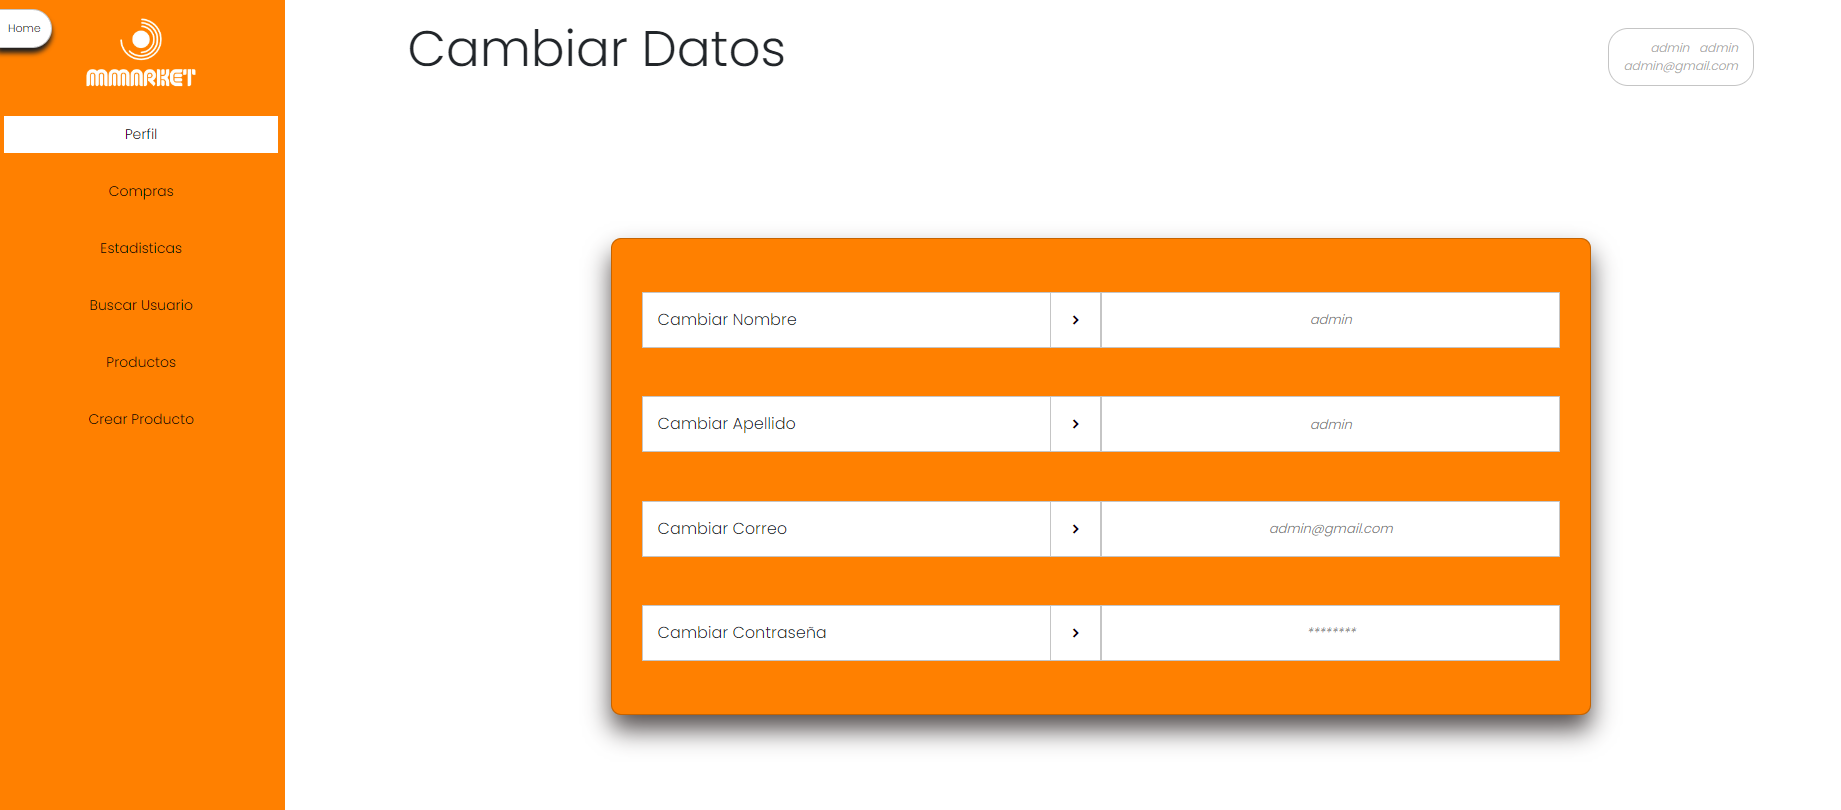 Home
MMARKET
Perfil
Compras
Estadisticas
Buscar Usuario
Productos
Crear Producto
Cambiar Datos
admin admin
admin@gmail.com
Cambiar Nombre
admin
Cambiar Apellido
admin
Cambiar Correo
admin@gmail.com
Cambiar Contraseña
********